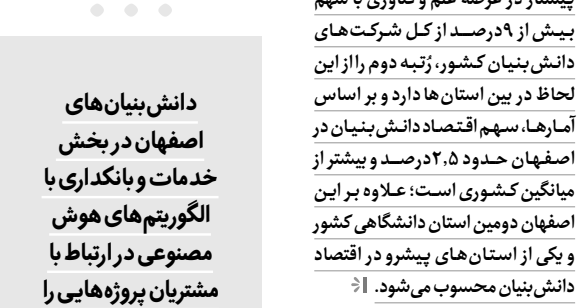 پیشتاز در عرصه علم و فناوری با سهم
بیش از ۹درصد از کل شرکت‌های
دانش‌بنیان کشور، رُتبه دوم را از این
لحاظ در بین استان‌ها دارد و بر اساس
آمارها، سهم اقتصاد دانش‌بنیان در
اصفهان حدود ۲٫۵درصد و بیشتر از
میانگین کشوری است؛ علاوه بر این
اصفهان دومین استان دانشگاهی کشور
و یکی از استان‌های پیشرو در اقتصاد
دانش‌بنیان محسوب می‌شود.
دانش‌بنیان‌های
اصفهان در بخش
خدمات و بانکداری با
الگوریتم‌های هوش
مصنوعی در ارتباط با
مشتریان پروژه‌هایی را